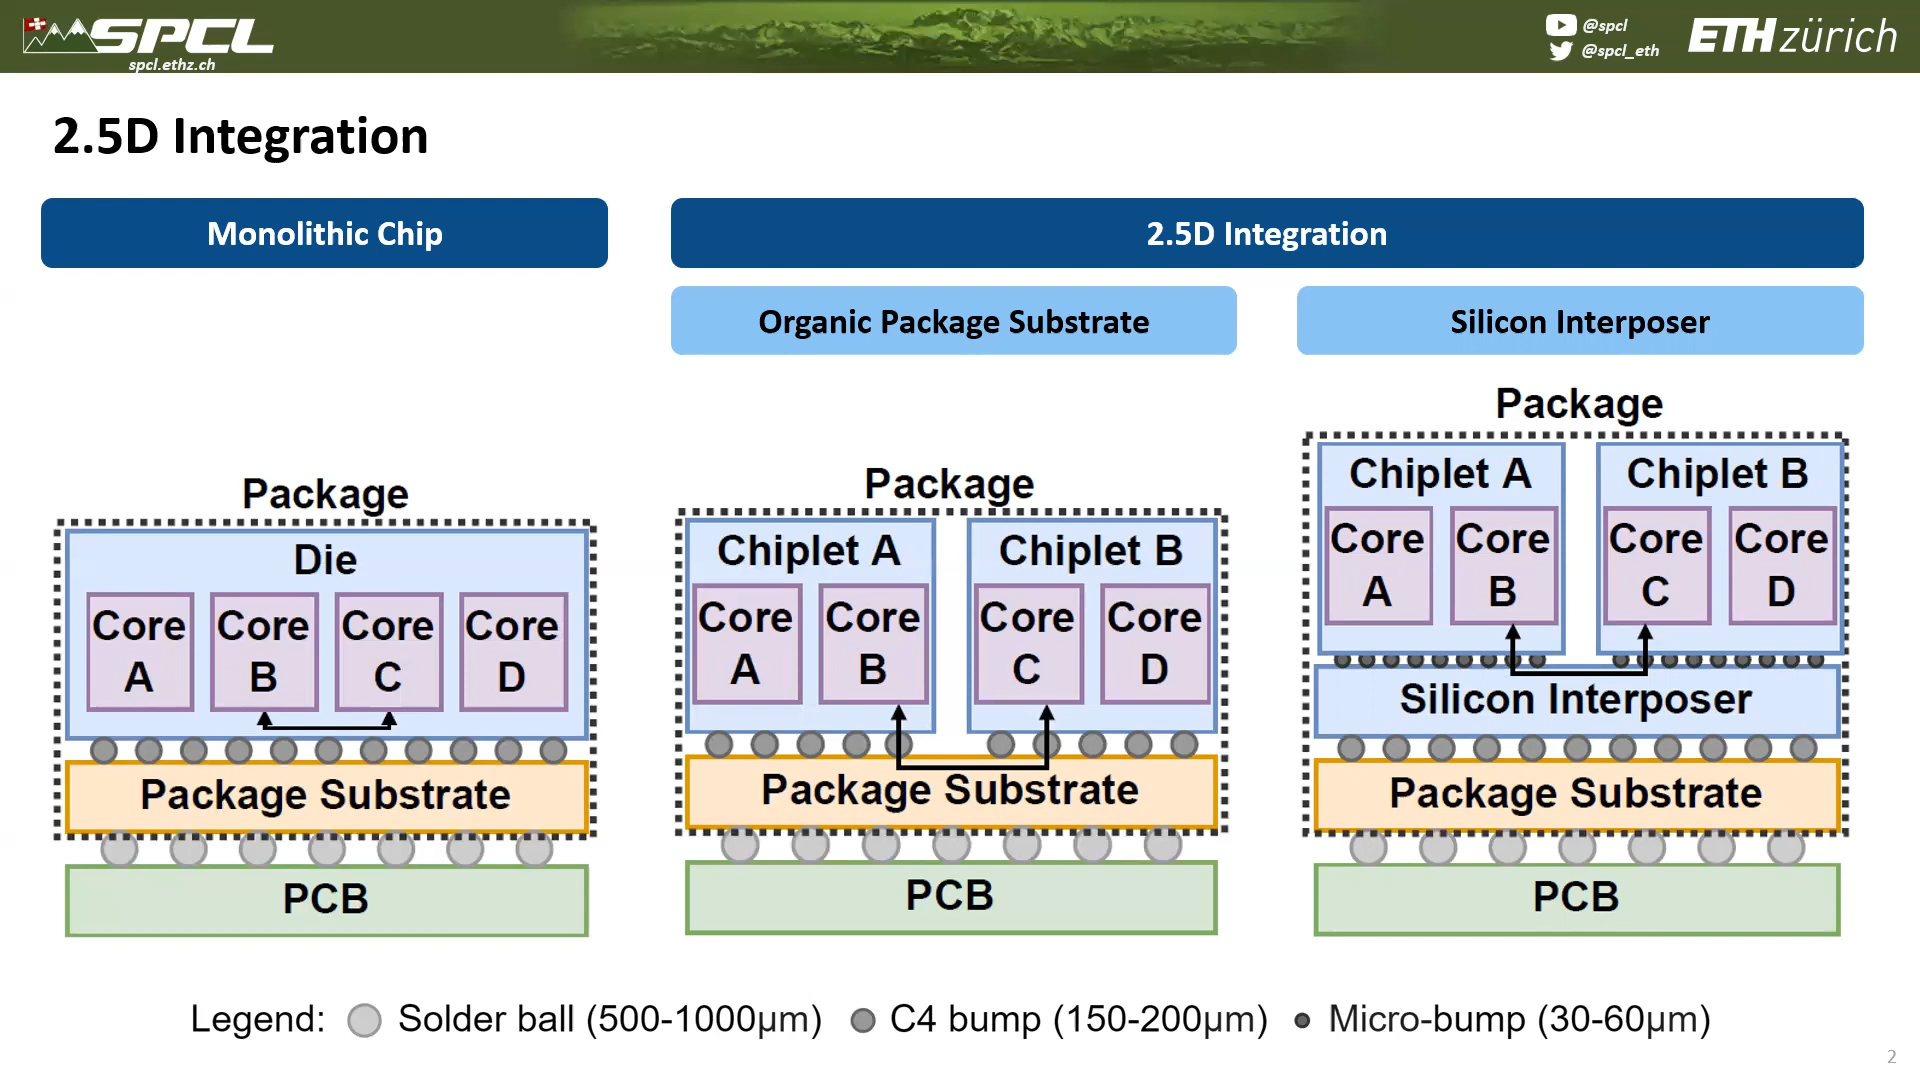 SPCL
spcl.ethz.ch
@spcl
@spcl_eth
ETH zürich
2.5D Integration
Monolithic Chip
2.5D Integration
Organic Package Substrate
Silicon Interposer
Package
Die
Core A
Core B
Core C
Core D
Package Substrate
PCB
Package
Chiplet A
Chiplet B
Core A
Core B
Core C
Core D
Package Substrate
PCB
Package
Chiplet A
Chiplet B
Core A
Core B
Core C
Core D
Silicon Interposer
Package Substrate
PCB
Legend: Solder ball (500-1000µm) C4 bump (150-200µm) Micro-bump (30-60µm)
2